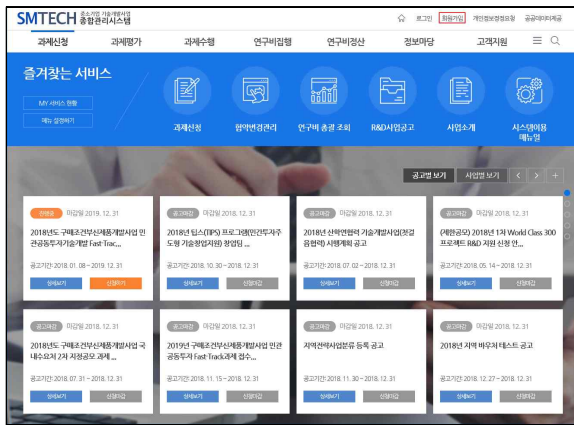 SMTECH 중소기업 기술개발사업 종합관리시스템
로그인 회원가입 개인정보정정요청 공공데이터제공
과제신청 과제평가 과제수행 연구비집행 연구비정산 정보마당 고객지원
즐겨찾는 서비스
MY 서비스 현황
메뉴 설정하기
과제신청 협약변경관리 연구비 총괄 조회 R&D사업공고 사업소개 시스템이용 매뉴얼
공고별 보기 사업별 보기 < > +
진행중 마감일 2019. 12. 31
2018년도 구매조건부신제품개발사업 민
관공동투자기술개발 Fast-Trac...
공고기간: 2018. 01. 08 ~ 2019. 12. 31
상세보기 신청하기
공고마감 마감일 2018. 12. 31
2018년 팁스(TIPS) 프로그램(민간투자주
도형 기술창업지원) 창업팀 ...
공고기간: 2018. 10. 30 ~ 2018. 12. 31
상세보기 신청마감
공고마감 마감일 2018. 12. 31
2018년 산학연협력 기술개발사업(첫걸
음협력) 시행계획 공고
공고기간: 2018. 07. 02 ~ 2018. 12. 31
상세보기 신청마감
공고마감 마감일 2018. 12. 31
(제한공모) 2018년 1차 World Class 300
프로젝트 R&D 지원 신청 안...
공고기간: 2018. 05. 14 ~ 2018. 12. 31
상세보기 신청마감
공고마감 마감일 2018. 12. 31
2018년도 구매조건부신제품개발사업 국
내수요처 2차 지정공모 과제 ...
공고기간: 2018. 07. 31 ~ 2018. 12. 31
상세보기 신청마감
공고마감 마감일 2018. 12. 31
2019년 구매조건부신제품개발사업 민관
공동투자 Fast-Track과제 접수...
공고기간: 2018. 11. 15 ~ 2018. 12. 31
상세보기 신청마감
공고마감 마감일 2018. 12. 31
지역전략사업분류 등록 공고
공고기간: 2018. 11. 30 ~ 2018. 12. 31
상세보기 신청마감
공고마감 마감일 2018. 12. 31
2018년 지역 바우처 테스트 공고
공고기간: 2018. 12. 27 ~ 2018. 12. 31
상세보기 신청마감